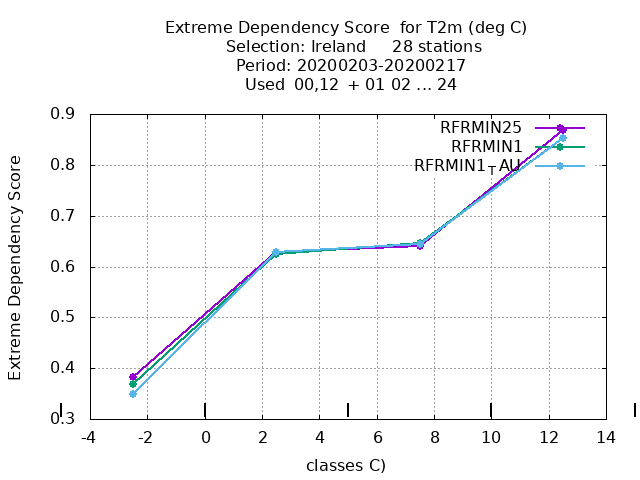 Extreme Dependency Score  for T2m (deg C)
Selection: Ireland     28 stations
Period: 20200203-20200217
Used  00,12  + 01 02 ... 24
RFRMIN25
RFRMIN1
RFRMIN1_TAU
Extreme Dependency Score
0.9
0.8
0.7
0.6
0.5
0.4
0.3
-4 -2 0 2 4 6 8 10 12 14
classes C)